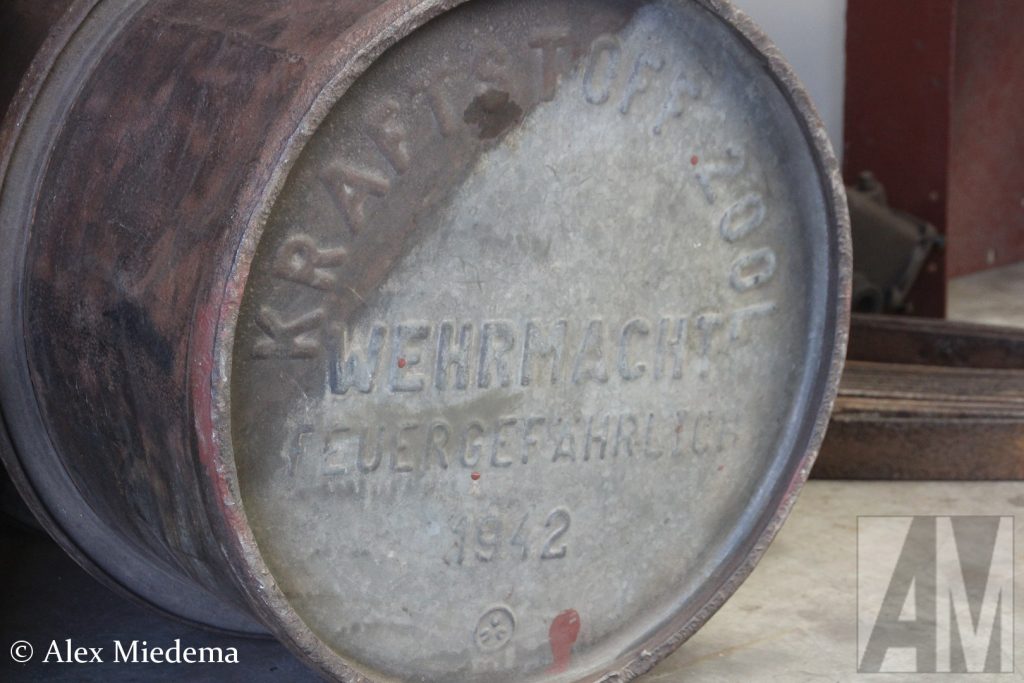 KRAFTSTOFF 200L
WEHRMACHT
FEUERGEFÄHRLICH
1942
© Alex Miedema
AM